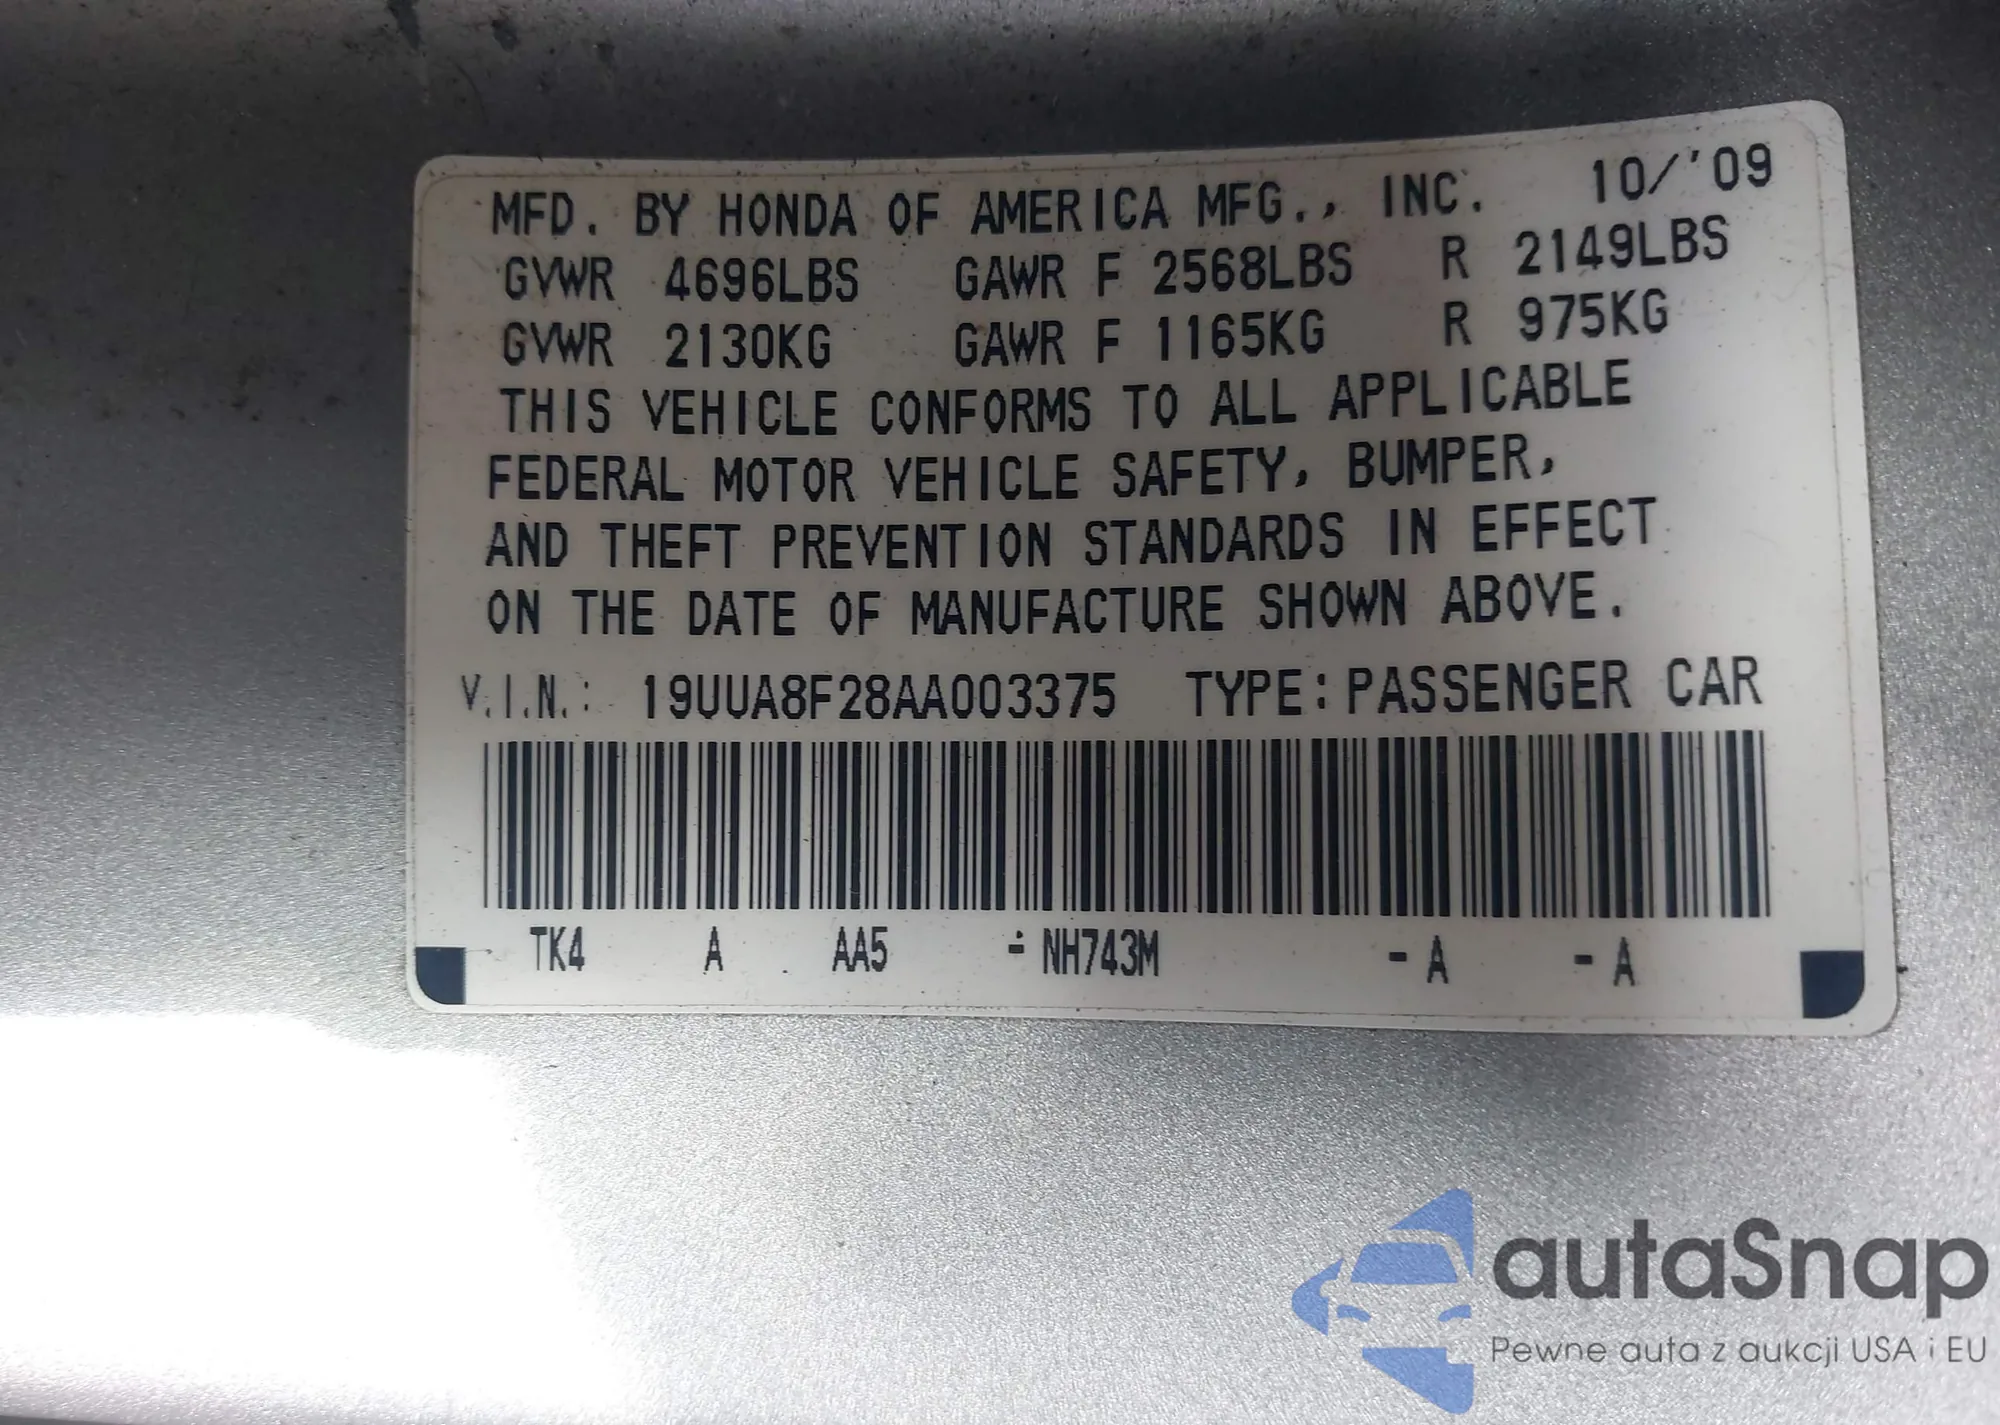 MFD. BY HONDA OF AMERICA MFG., INC. 10/'09
GVWR 4696LBS GAWR F 2568LBS R 2149LBS
GVWR 2130KG GAWR F 1165KG R 975KG
THIS VEHICLE CONFORMS TO ALL APPLICABLE
FEDERAL MOTOR VEHICLE SAFETY, BUMPER,
AND THEFT PREVENTION STANDARDS IN EFFECT
ON THE DATE OF MANUFACTURE SHOWN ABOVE.
V.I.N.: 19UUA8F28AA003375 TYPE:PASSENGER CAR
TK4 A AA5 - NH743M - A - A
autaSnap
Pewne auta z aukcji USA i EU